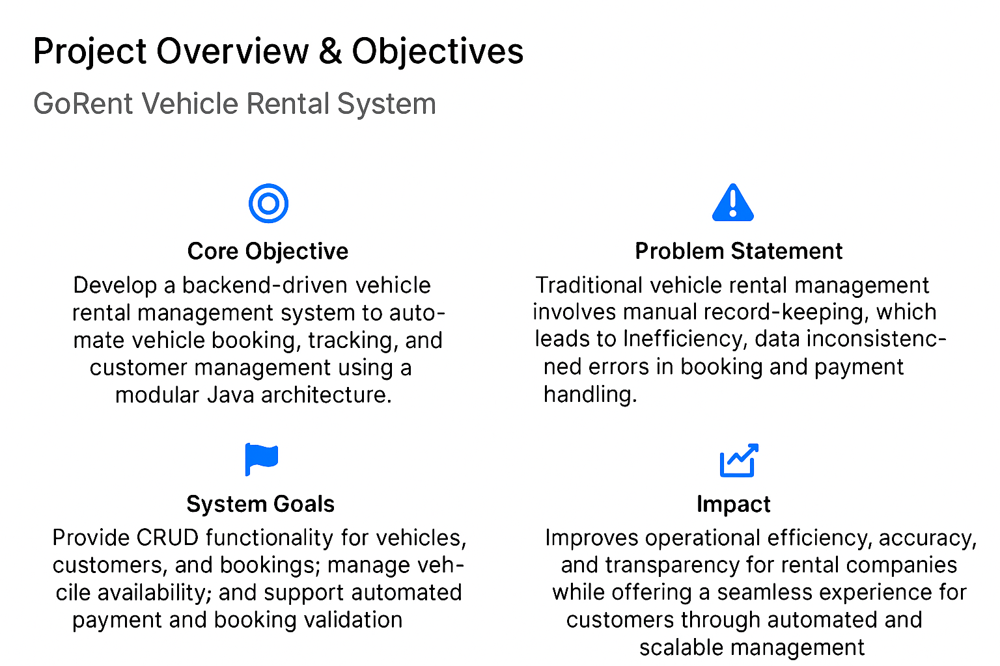 Project Overview & Objectives
GoRent Vehicle Rental System
Core Objective
Develop a backend-driven vehicle
rental management system to auto-
mate vehicle booking, tracking, and
customer management using a
modular Java architecture.
Problem Statement
Traditional vehicle rental management
involves manual record-keeping, which
leads to Inefficiency, data inconsistenc-
ned errors in booking and payment
handling.
System Goals
Provide CRUD functionality for vehicles,
customers, and bookings; manage veh-
cile availability; and support automated
payment and booking validation
Impact
Improves operational efficiency, accuracy,
and transparency for rental companies
while offering a seamless experience for
customers through automated and
scalable management